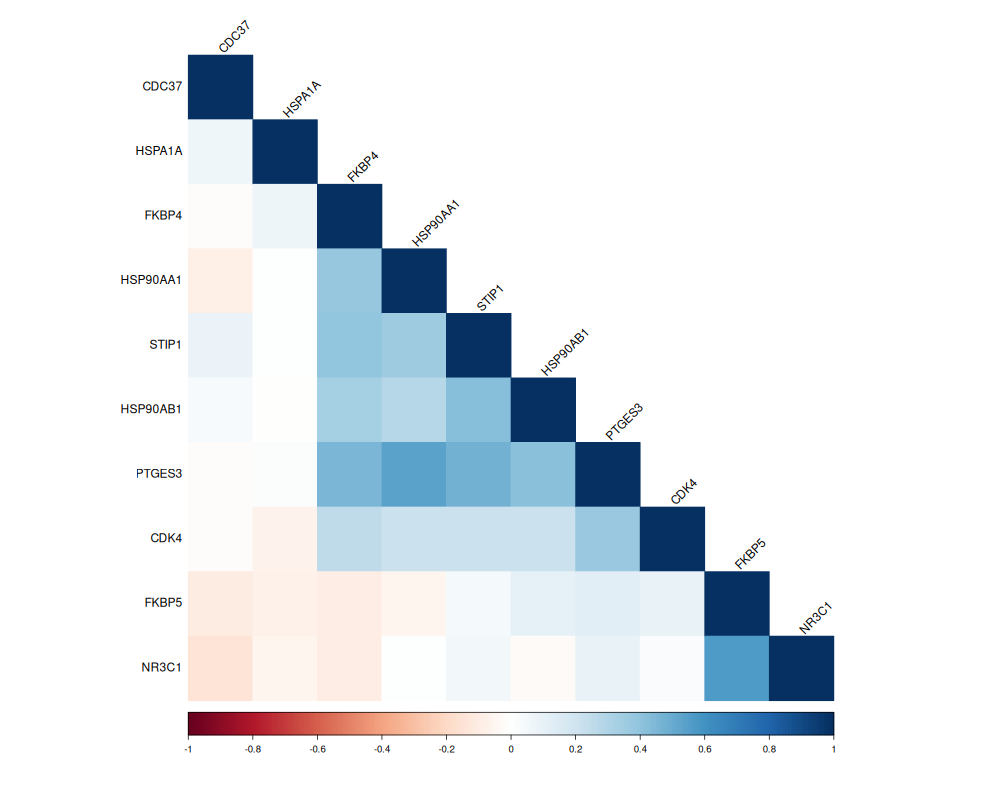 CDC37
HSPA1A
FKBP4
HSP90AA1
STIP1
HSP90AB1
PTGES3
CDK4
FKBP5
NR3C1
CDC37
HSPA1A
FKBP4
HSP90AA1
STIP1
HSP90AB1
PTGES3
CDK4
FKBP5
NR3C1
-1 -0.8 -0.6 -0.4 -0.2 0 0.2 0.4 0.6 0.8 1